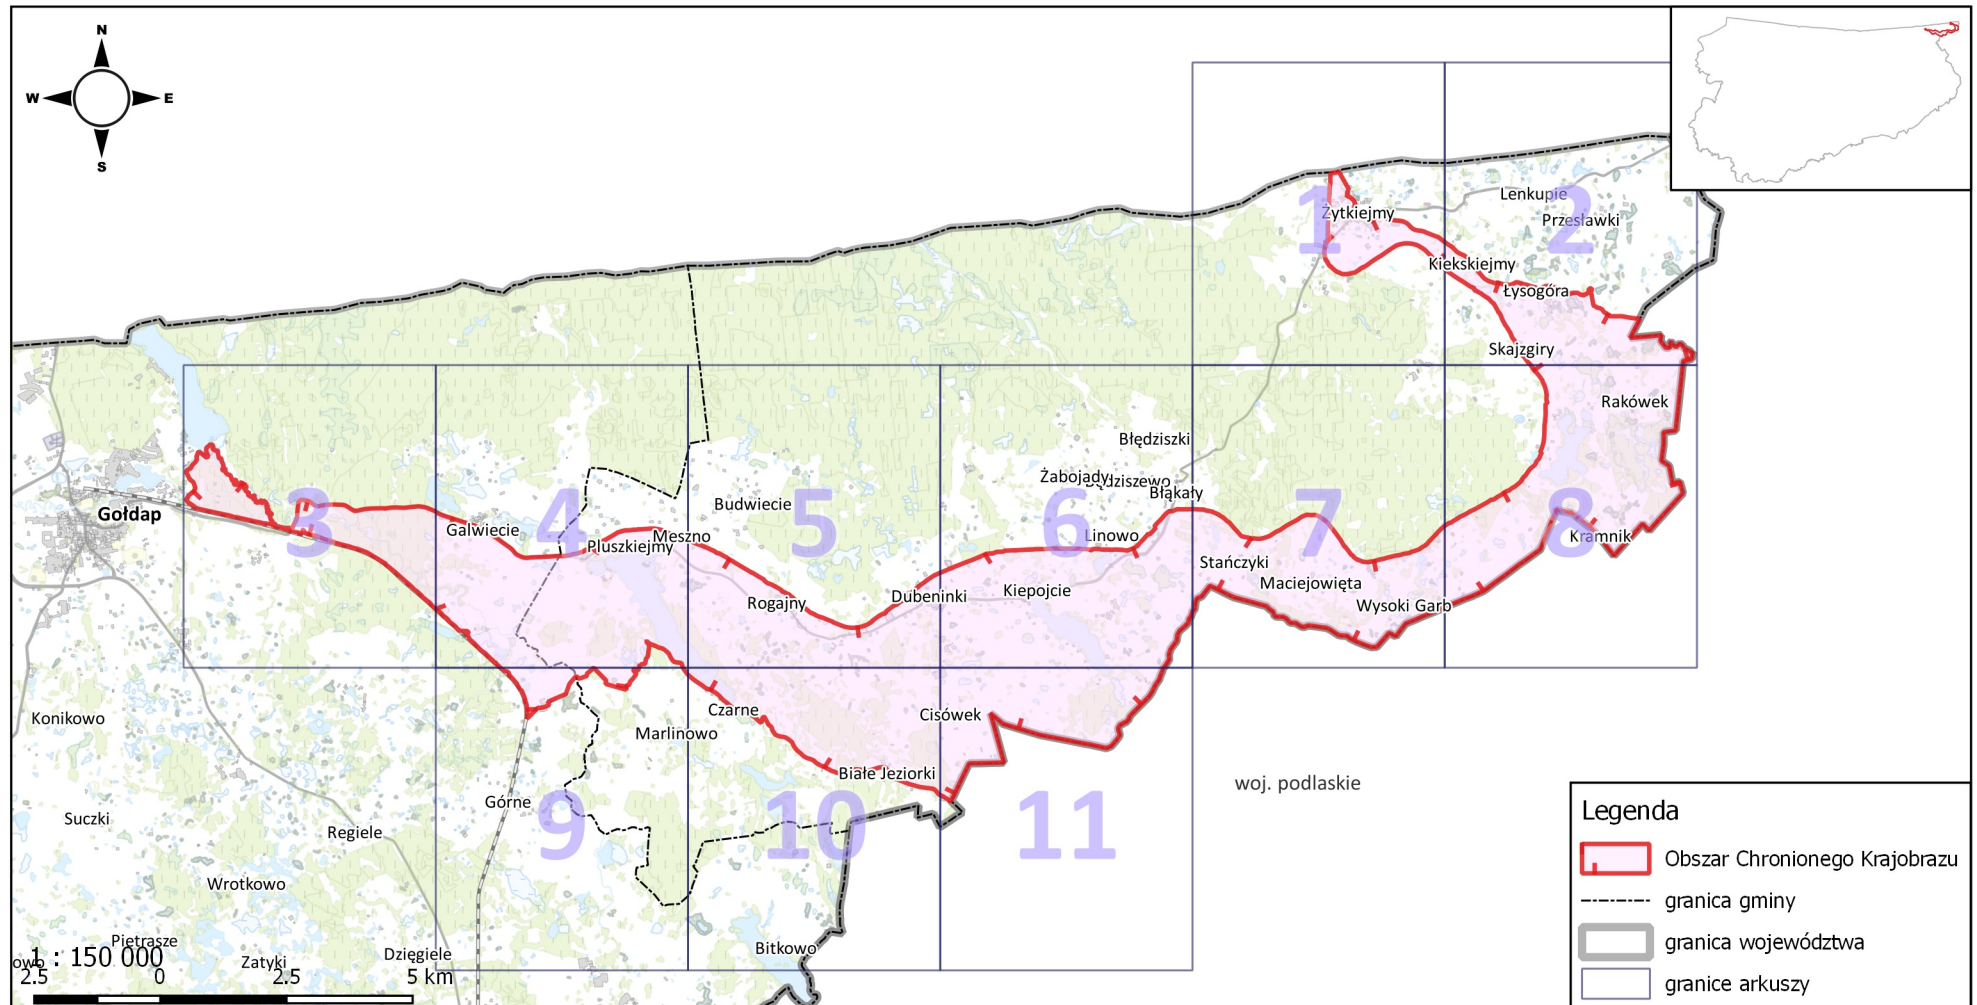 N
W
E
S
1
2
Lenkupie
Żytkiejmy
Przesławki
Kiekskiejmy
Łysogóra
Skajzgiry
Rakówek
Błędziszki
Żabojady
Błąkały
Budwiecie
Gołdap
3
4
5
6
7
8
Galwiecie
Pluszkiejmy
Meszno
Linowo
Kramnik
Stańczyki
Maciejowięta
Rogajny
Dubeninki
Kiepojcie
Wysoki Garb
Konikowo
Czarne
Cisówek
Marlinowo
Białe Jeziorki
woj. podlaskie
Górne
Suczki
Regiele
9
10
11
Wrotkowo
Pietrasze
Zatyki
Dzięgiele
Bitkowo
1 : 150 000
2.5 0 2.5 5 km
Legenda
Obszar Chronionego Krajobrazu
granica gminy
granica województwa
granice arkuszy